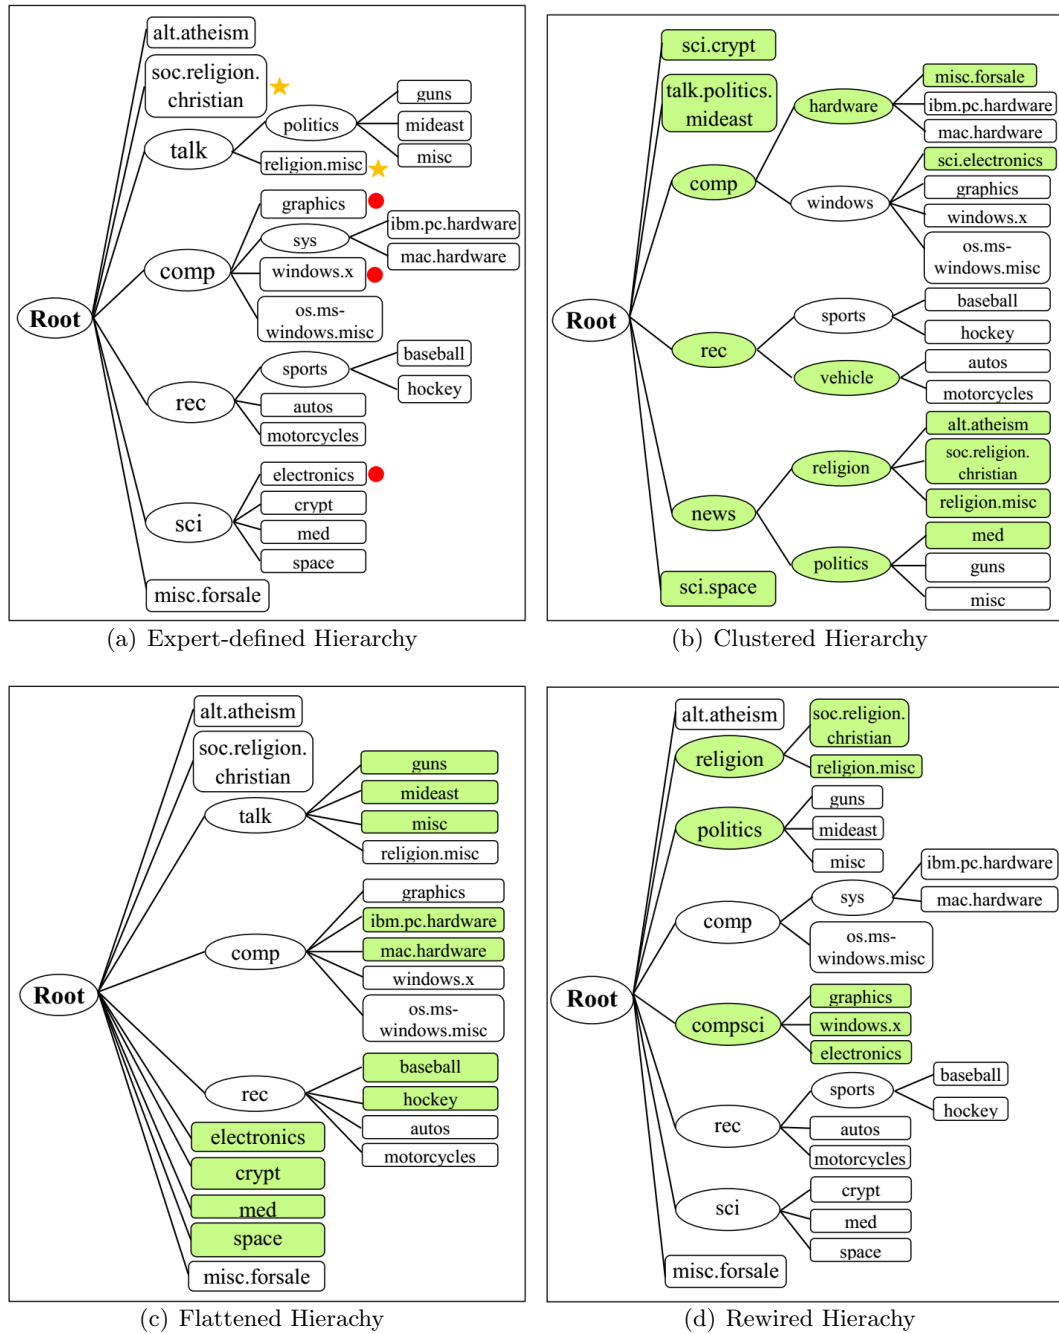 alt.atheism
soc.religion.
christian
talk
politics
guns
mideast
misc
religion.misc
graphics
sys
ibm.pc.hardware
mac.hardware
comp
windows.x
os.ms-
windows.misc
Root
sports
baseball
hockey
rec
autos
motorcycles
electronics
crypt
sci
med
space
misc.forsale
(a) Expert-defined Hierarchy
sci.crypt
talk.politics.
mideast
hardware
misc.forsale
ibm.pc.hardware
mac.hardware
comp
sci.electronics
windows
graphics
windows.x
os.ms-
windows.misc
Root
sports
baseball
hockey
rec
vehicle
autos
motorcycles
alt.atheism
religion
soc.religion.
christian
religion.misc
news
med
politics
guns
misc
sci.space
(b) Clustered Hierarchy
alt.atheism
soc.religion.
christian
guns
mideast
talk
misc
religion.misc
graphics
ibm.pc.hardware
comp
mac.hardware
windows.x
os.ms-
windows.misc
Root
baseball
rec
hockey
autos
motorcycles
electronics
crypt
med
space
misc.forsale
(c) Flattened Hierachy
alt.atheism
soc.religion.
christian
religion
religion.misc
guns
politics
mideast
misc
ibm.pc.hardware
sys
mac.hardware
comp
os.ms-
windows.misc
Root
graphics
compsci
windows.x
electronics
baseball
sports
hockey
rec
autos
motorcycles
crypt
sci
med
space
misc.forsale
(d) Rewired Hierachy